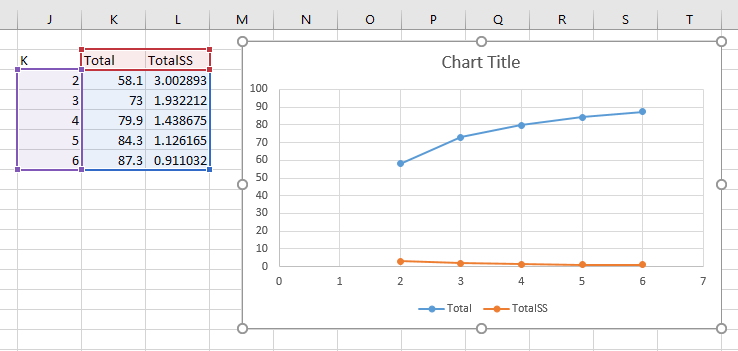 J K L M N O P Q R S T
K Total TotalSS
2 58.1 3.002893
3 73 1.932212
4 79.9 1.438675
5 84.3 1.126165
6 87.3 0.911032
Chart Title
100
90
80
70
60
50
40
30
20
10
0
0 1 2 3 4 5 6 7
Total TotalSS